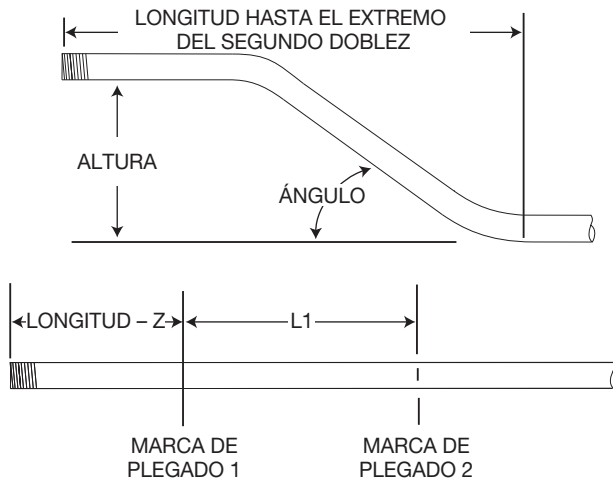 LONGITUD HASTA EL EXTREMO
DEL SEGUNDO DOBLEZ
ALTURA
ÁNGULO
LONGITUD – Z
L1
MARCA DE
PLEGADO 1
MARCA DE
PLEGADO 2